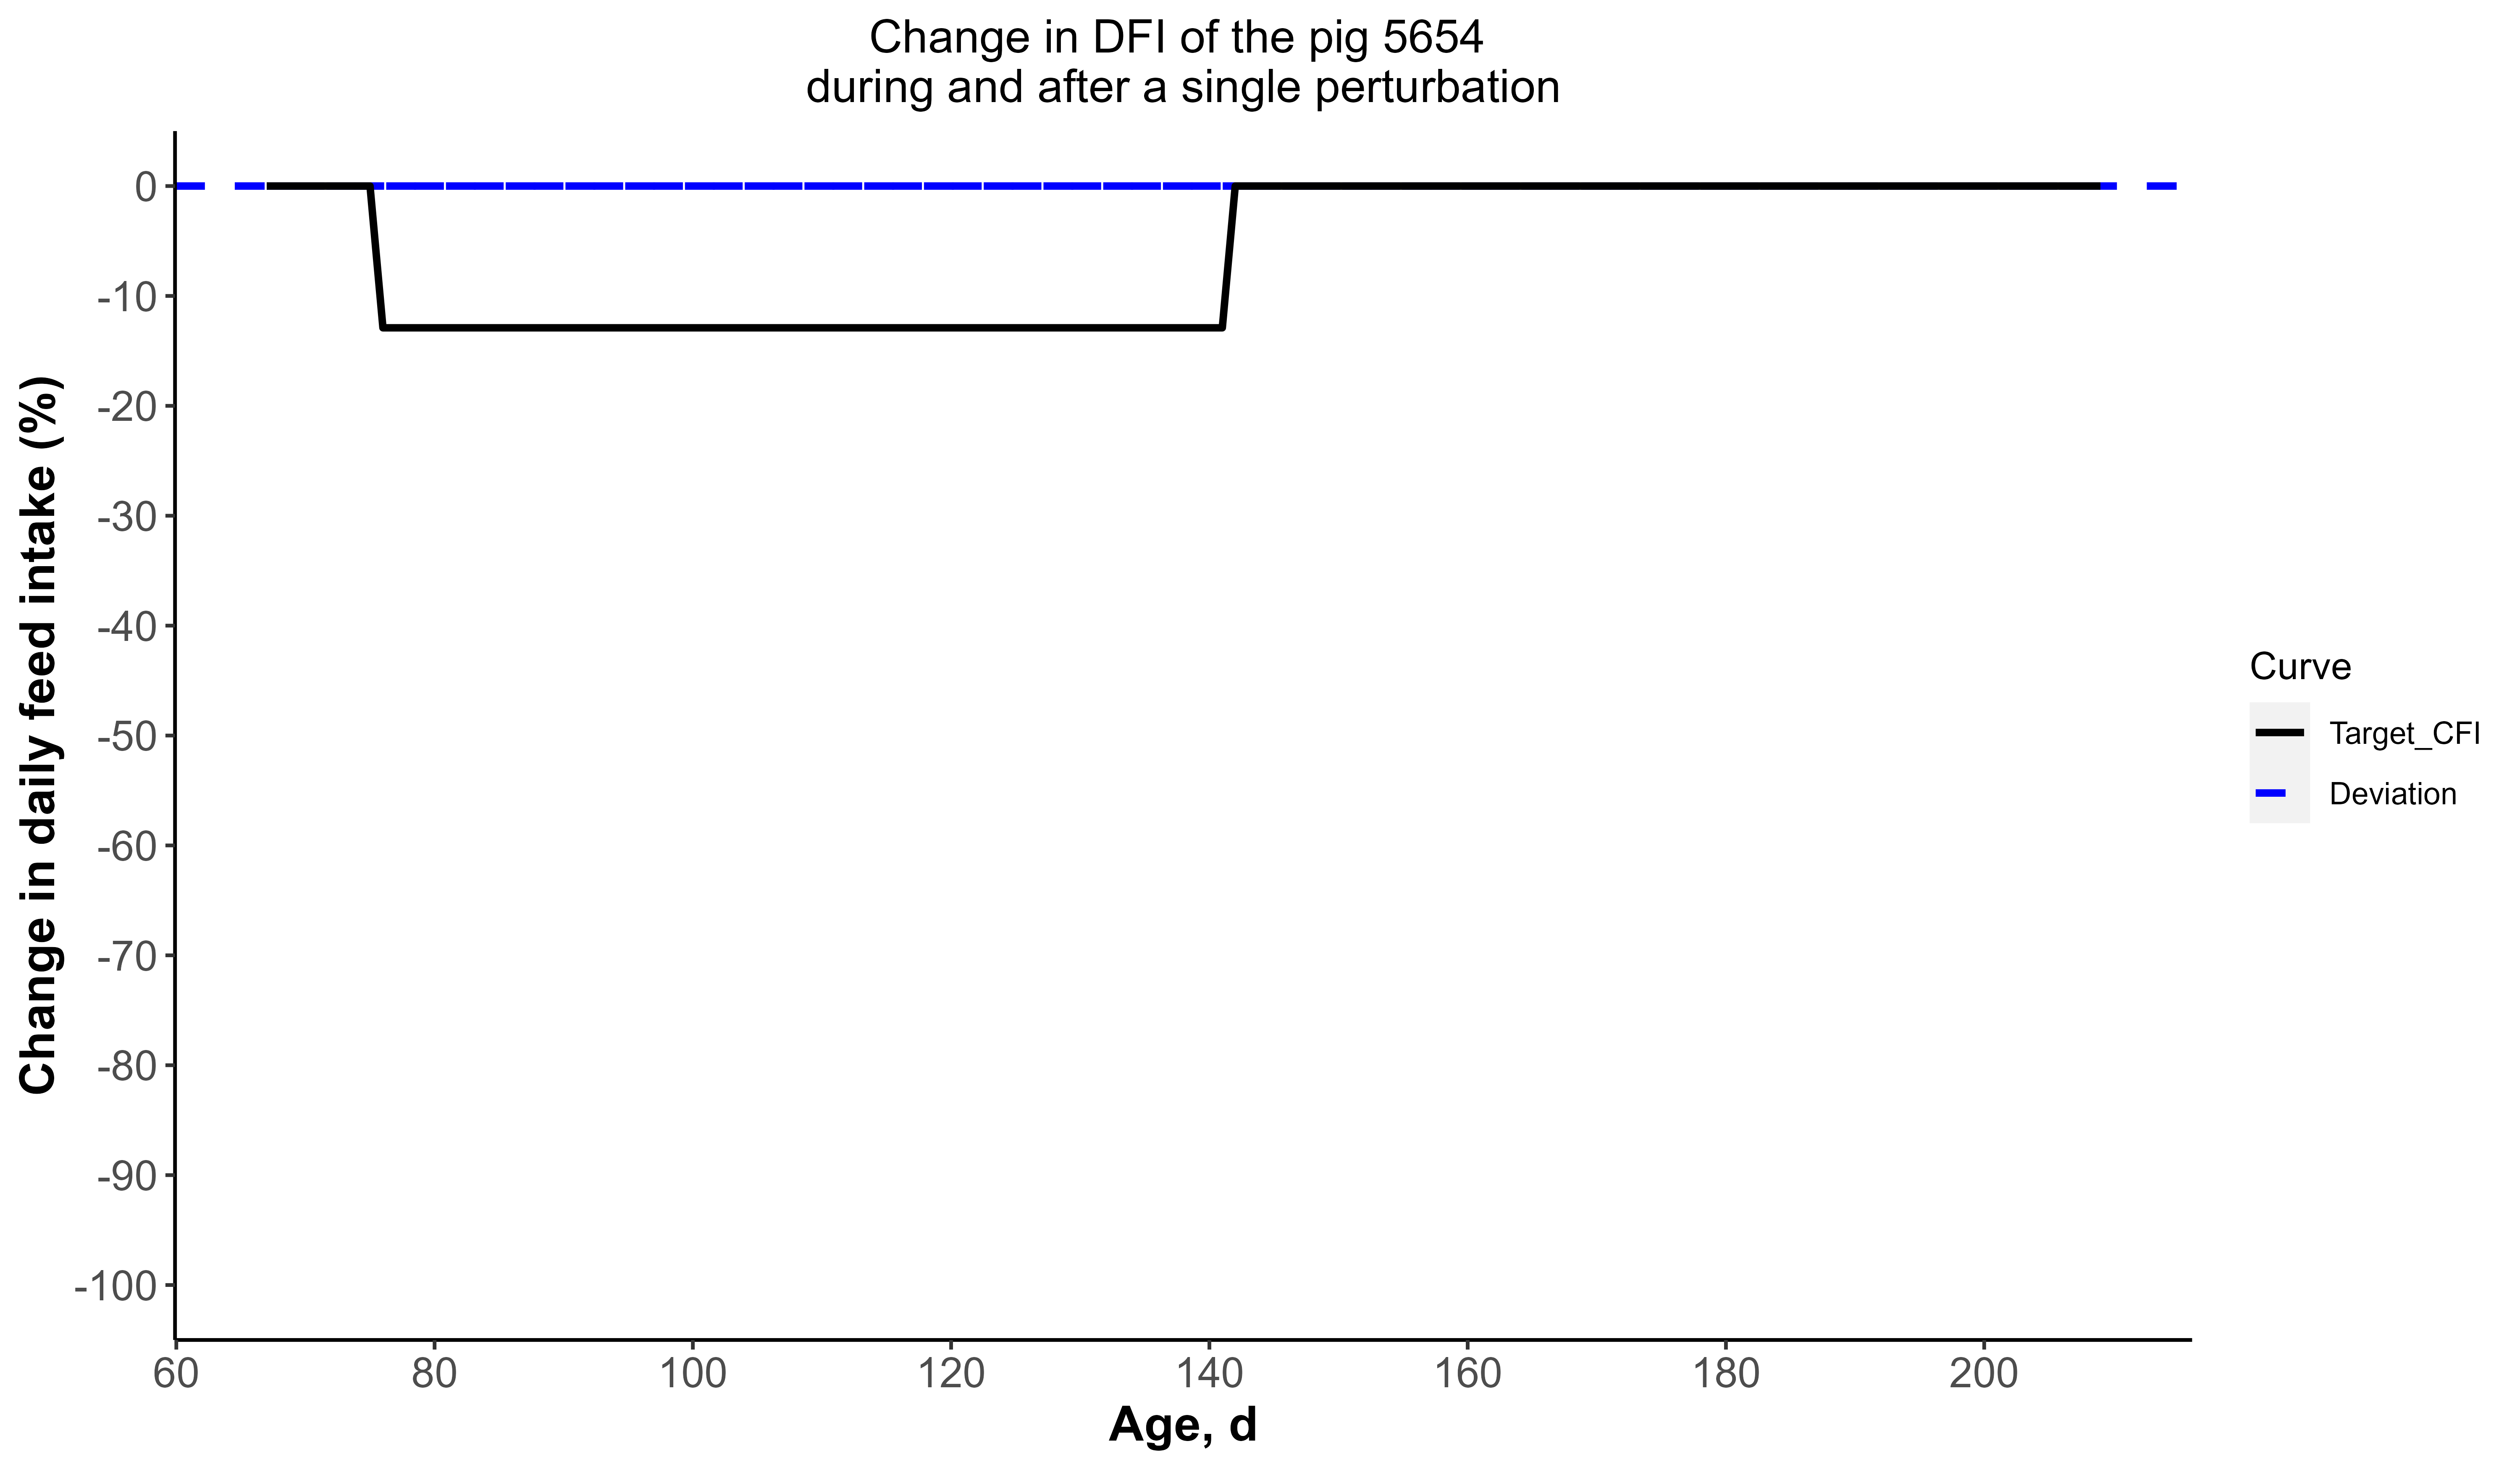 Change in DFI of the pig 5654
during and after a single perturbation
Change in daily feed intake (%)
0
-10
-20
-30
-40
-50
-60
-70
-80
-90
-100
60 80 100 120 140 160 180 200
Age, d
Curve
Target_CFI
Deviation